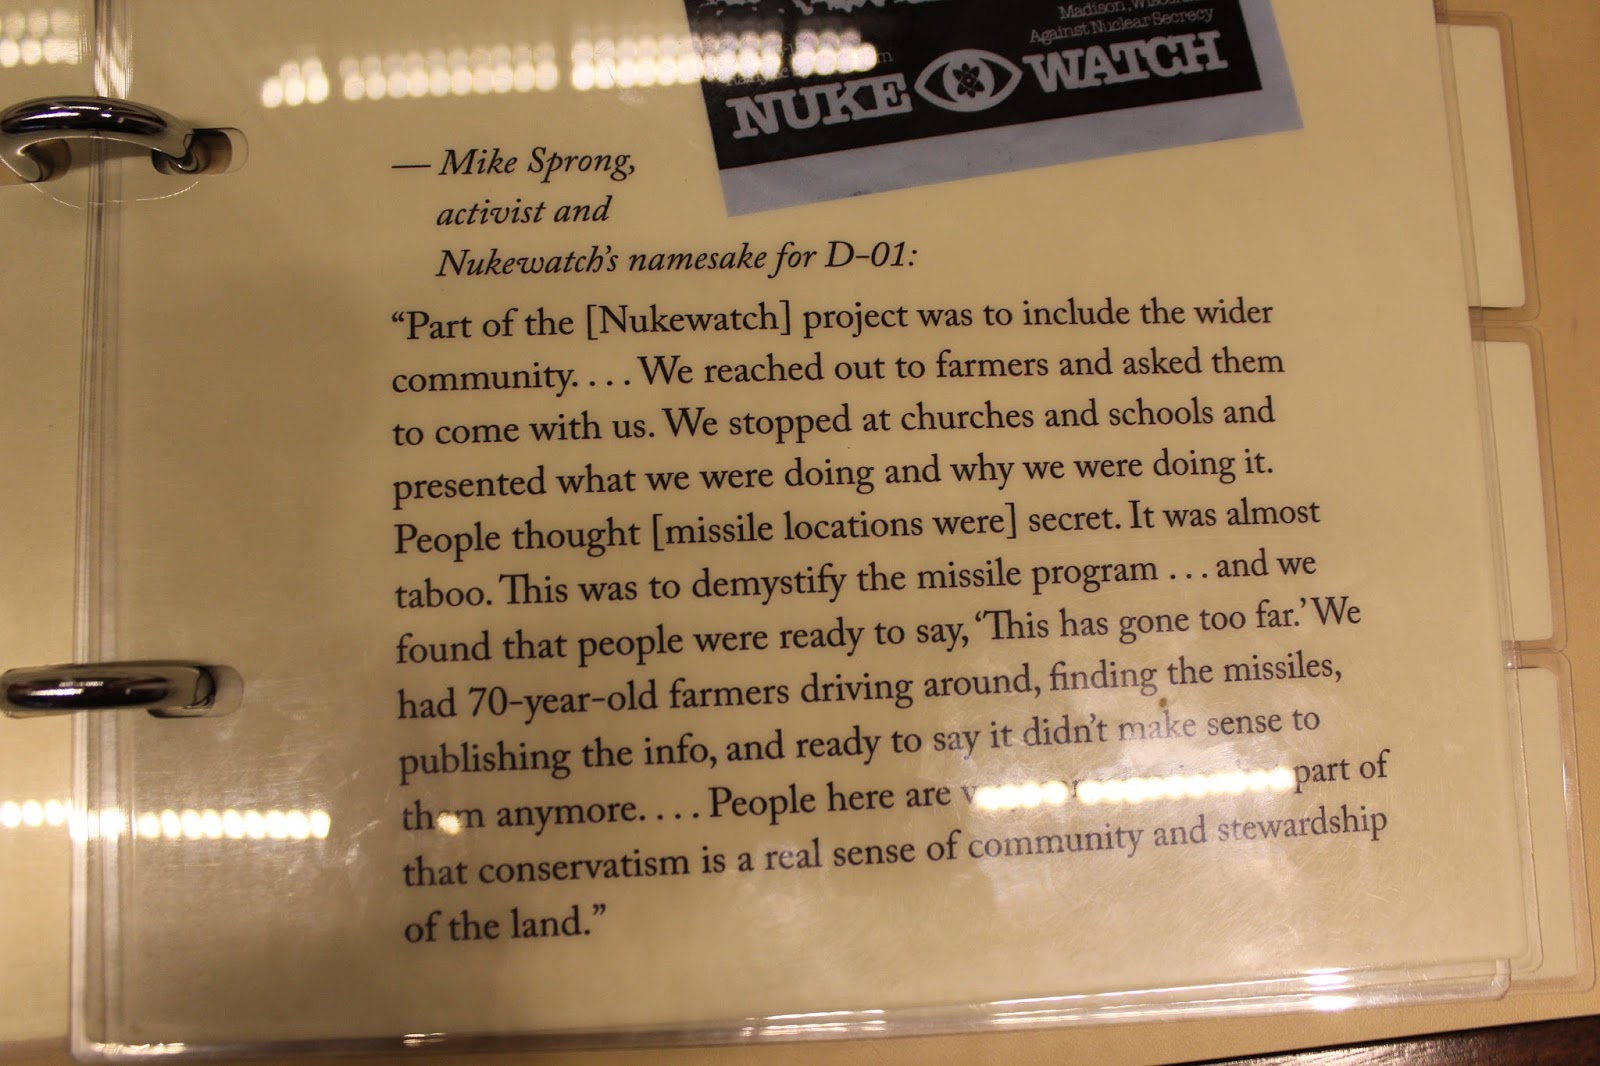 Madison,
Against Nuclear Secrecy
NUKE WATCH
— Mike Sprong,
activist and
Nukewatch's namesake for D-01:
“Part of the [Nukewatch] project was to include the wider
community. . . . We reached out to farmers and asked them
to come with us. We stopped at churches and schools and
presented what we were doing and why we were doing it.
People thought [missile locations were] secret. It was almost
taboo. This was to demystify the missile program . . . and we
found that people were ready to say, ‘This has gone too far.’ We
had 70-year-old farmers driving around, finding the missiles,
publishing the info, and ready to say it didn’t make sense to
them anymore. . . . People here are part of
that conservatism is a real sense of community and stewardship
of the land.”